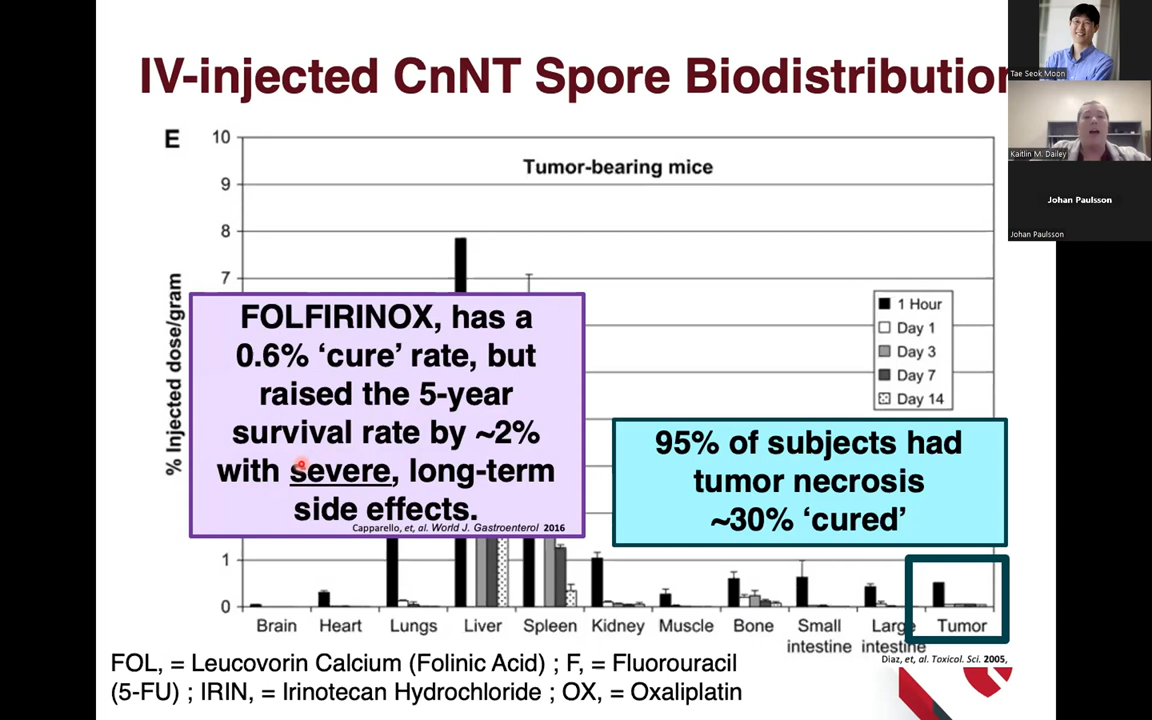 IV-injected CnNT Spore Biodistribution
E
10
Tumor-bearing mice
9
8
7
% Injected dose/gram
1
0
1 Hour
Day 1
Day 3
Day 7
Day 14
FOLFIRINOX, has a
0.6% ‘cure’ rate, but
raised the 5-year
survival rate by ~2%
with severe, long-term
side effects.
Capparello, et, al. World J. Gastroenterol 2016
95% of subjects had
tumor necrosis
~30% ‘cured’
Brain
Heart
Lungs
Liver
Spleen
Kidney
Muscle
Bone
Small
intestine
Large
intestine
Tumor
Diaz, et, al. Toxicol. Sci. 2005,
FOL, = Leucovorin Calcium (Folinic Acid) ; F, = Fluorouracil
(5-FU) ; IRIN, = Irinotecan Hydrochloride ; OX, = Oxaliplatin
Tae Seok Moon
Kaitlin M. Dailey
Johan Paulsson
Johan Paulsson